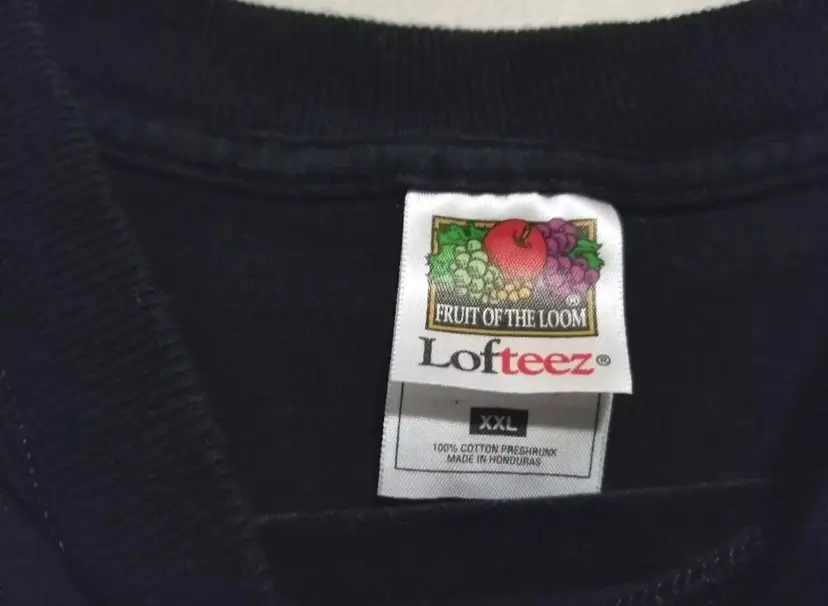 ®
FRUIT OF THE LOOM
Lofteez®
XXL
100% COTTON PRESHRUNK
MADE IN HONDURAS